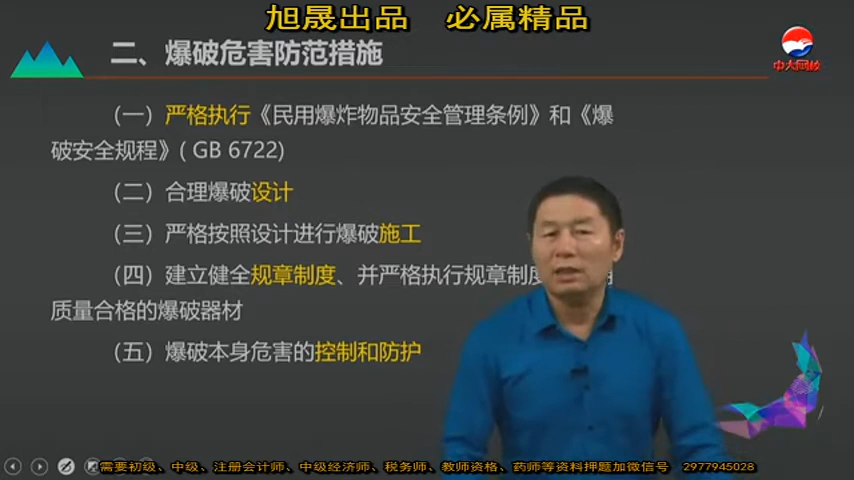 旭晟出品 必属精品
二、爆破危害防范措施
中大网校
（一）严格执行《民用爆炸物品安全管理条例》和《爆
破安全规程》( GB 6722)
（二）合理爆破设计
（三）严格按照设计进行爆破施工
（四）建立健全规章制度、并严格执行规章制度
质量合格的爆破器材
（五）爆破本身危害的控制和防护
需要初级、中级、注册会计师、中级经济师、税务师、教师资格、药师等资料押题加微信号 2977945028